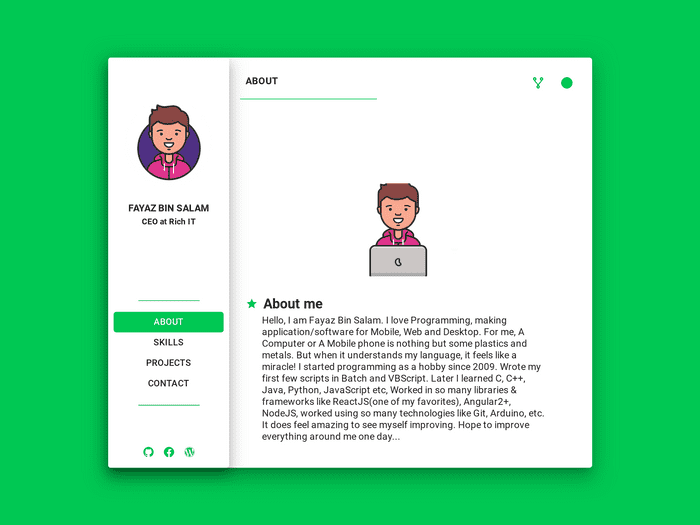 FAYAZ BIN SALAM
CEO at Rich IT
ABOUT
SKILLS
PROJECTS
CONTACT
ABOUT
About me
Hello, I am Fayaz Bin Salam. I love Programming, making
application/software for Mobile, Web and Desktop. For me, A
Computer or A Mobile phone is nothing but some plastics and
metals. But when it understands my language, it feels like a
miracle! I started programming as a hobby since 2009. Wrote my
first few scripts in Batch and VBScript. Later I learned C, C++,
Java, Python, JavaScript etc, Worked in so many libraries &
frameworks like ReactJS(one of my favorites), Angular2+,
NodeJS, worked using so many technologies like Git, Arduino, etc.
It does feel amazing to see myself improving. Hope to improve
everything around me one day...